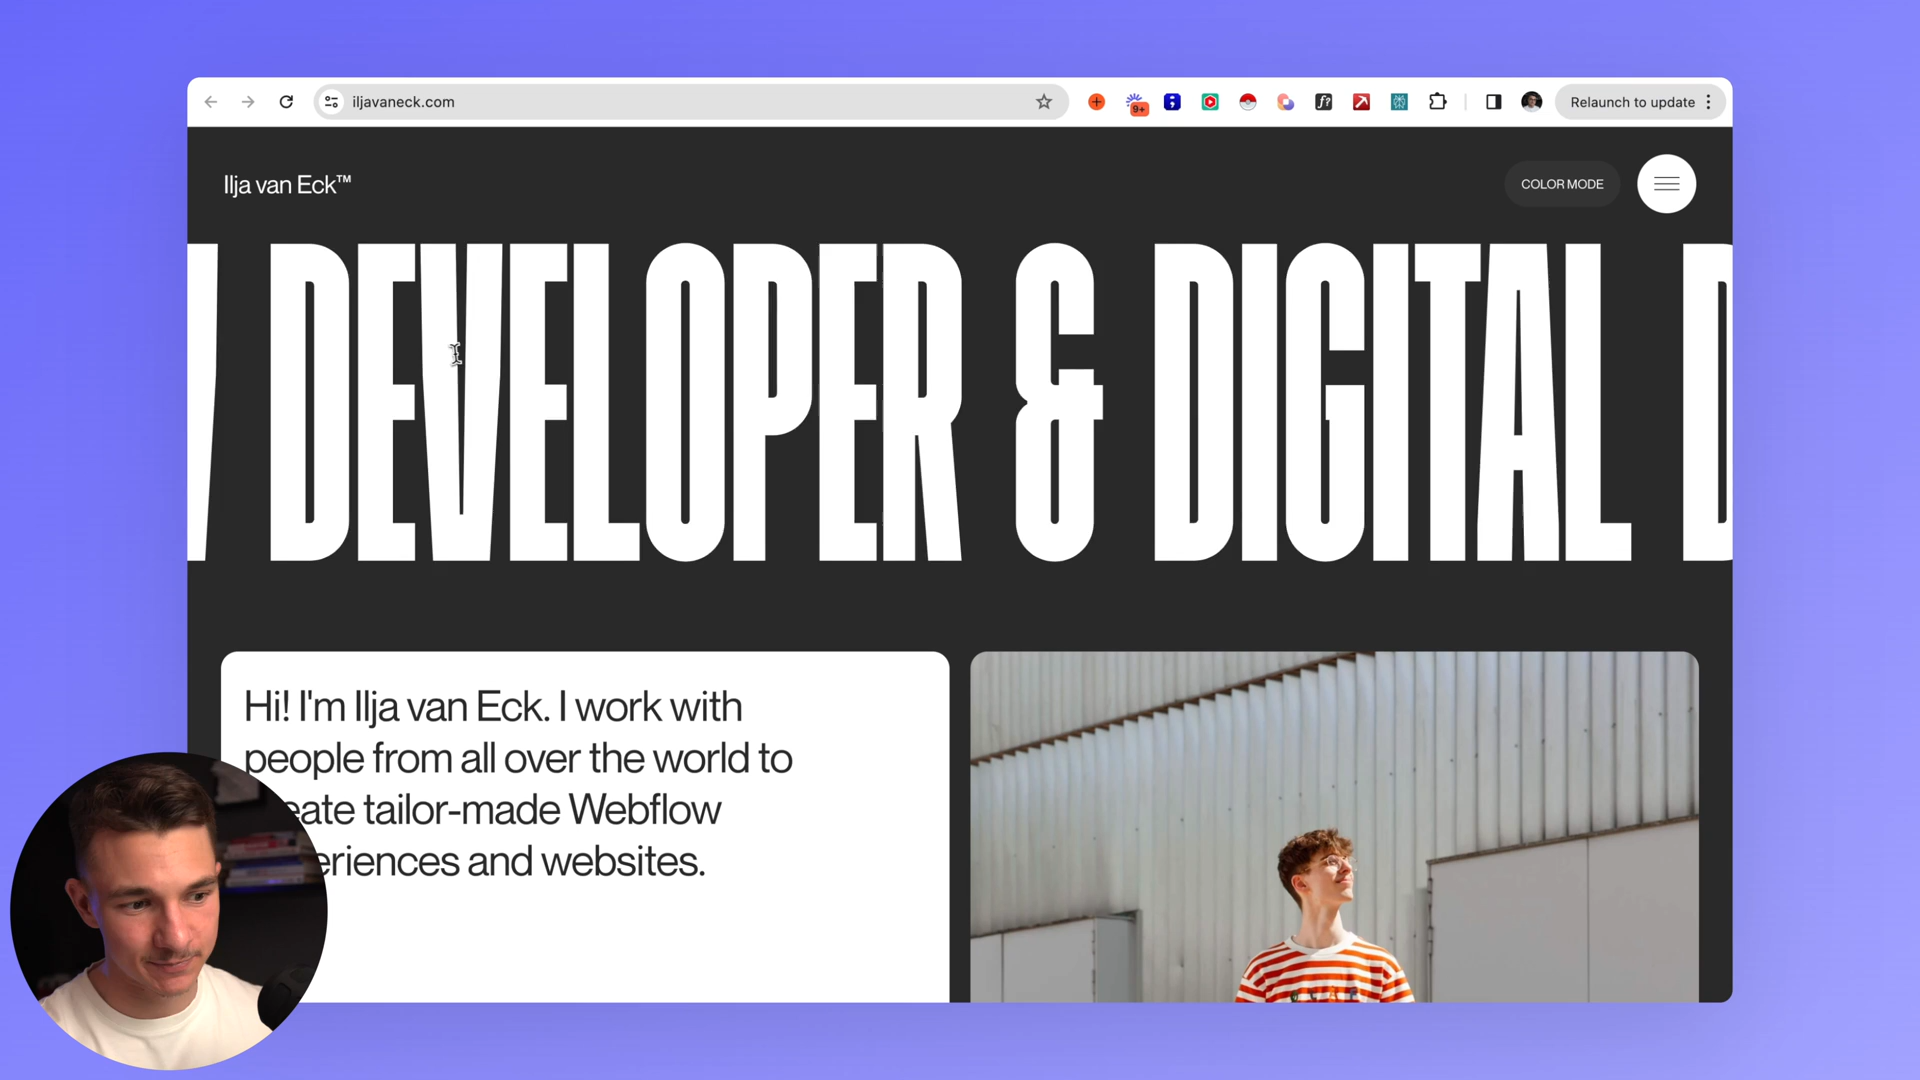 iljavaneck.com
9+
f?
Relaunch to update
Ilja van Eck™
COLOR MODE
DEVELOPER & DIGITAL D
Hi! I'm Ilja van Eck. I work with
people from all over the world to
eate tailor-made Webflow
eriences and websites.